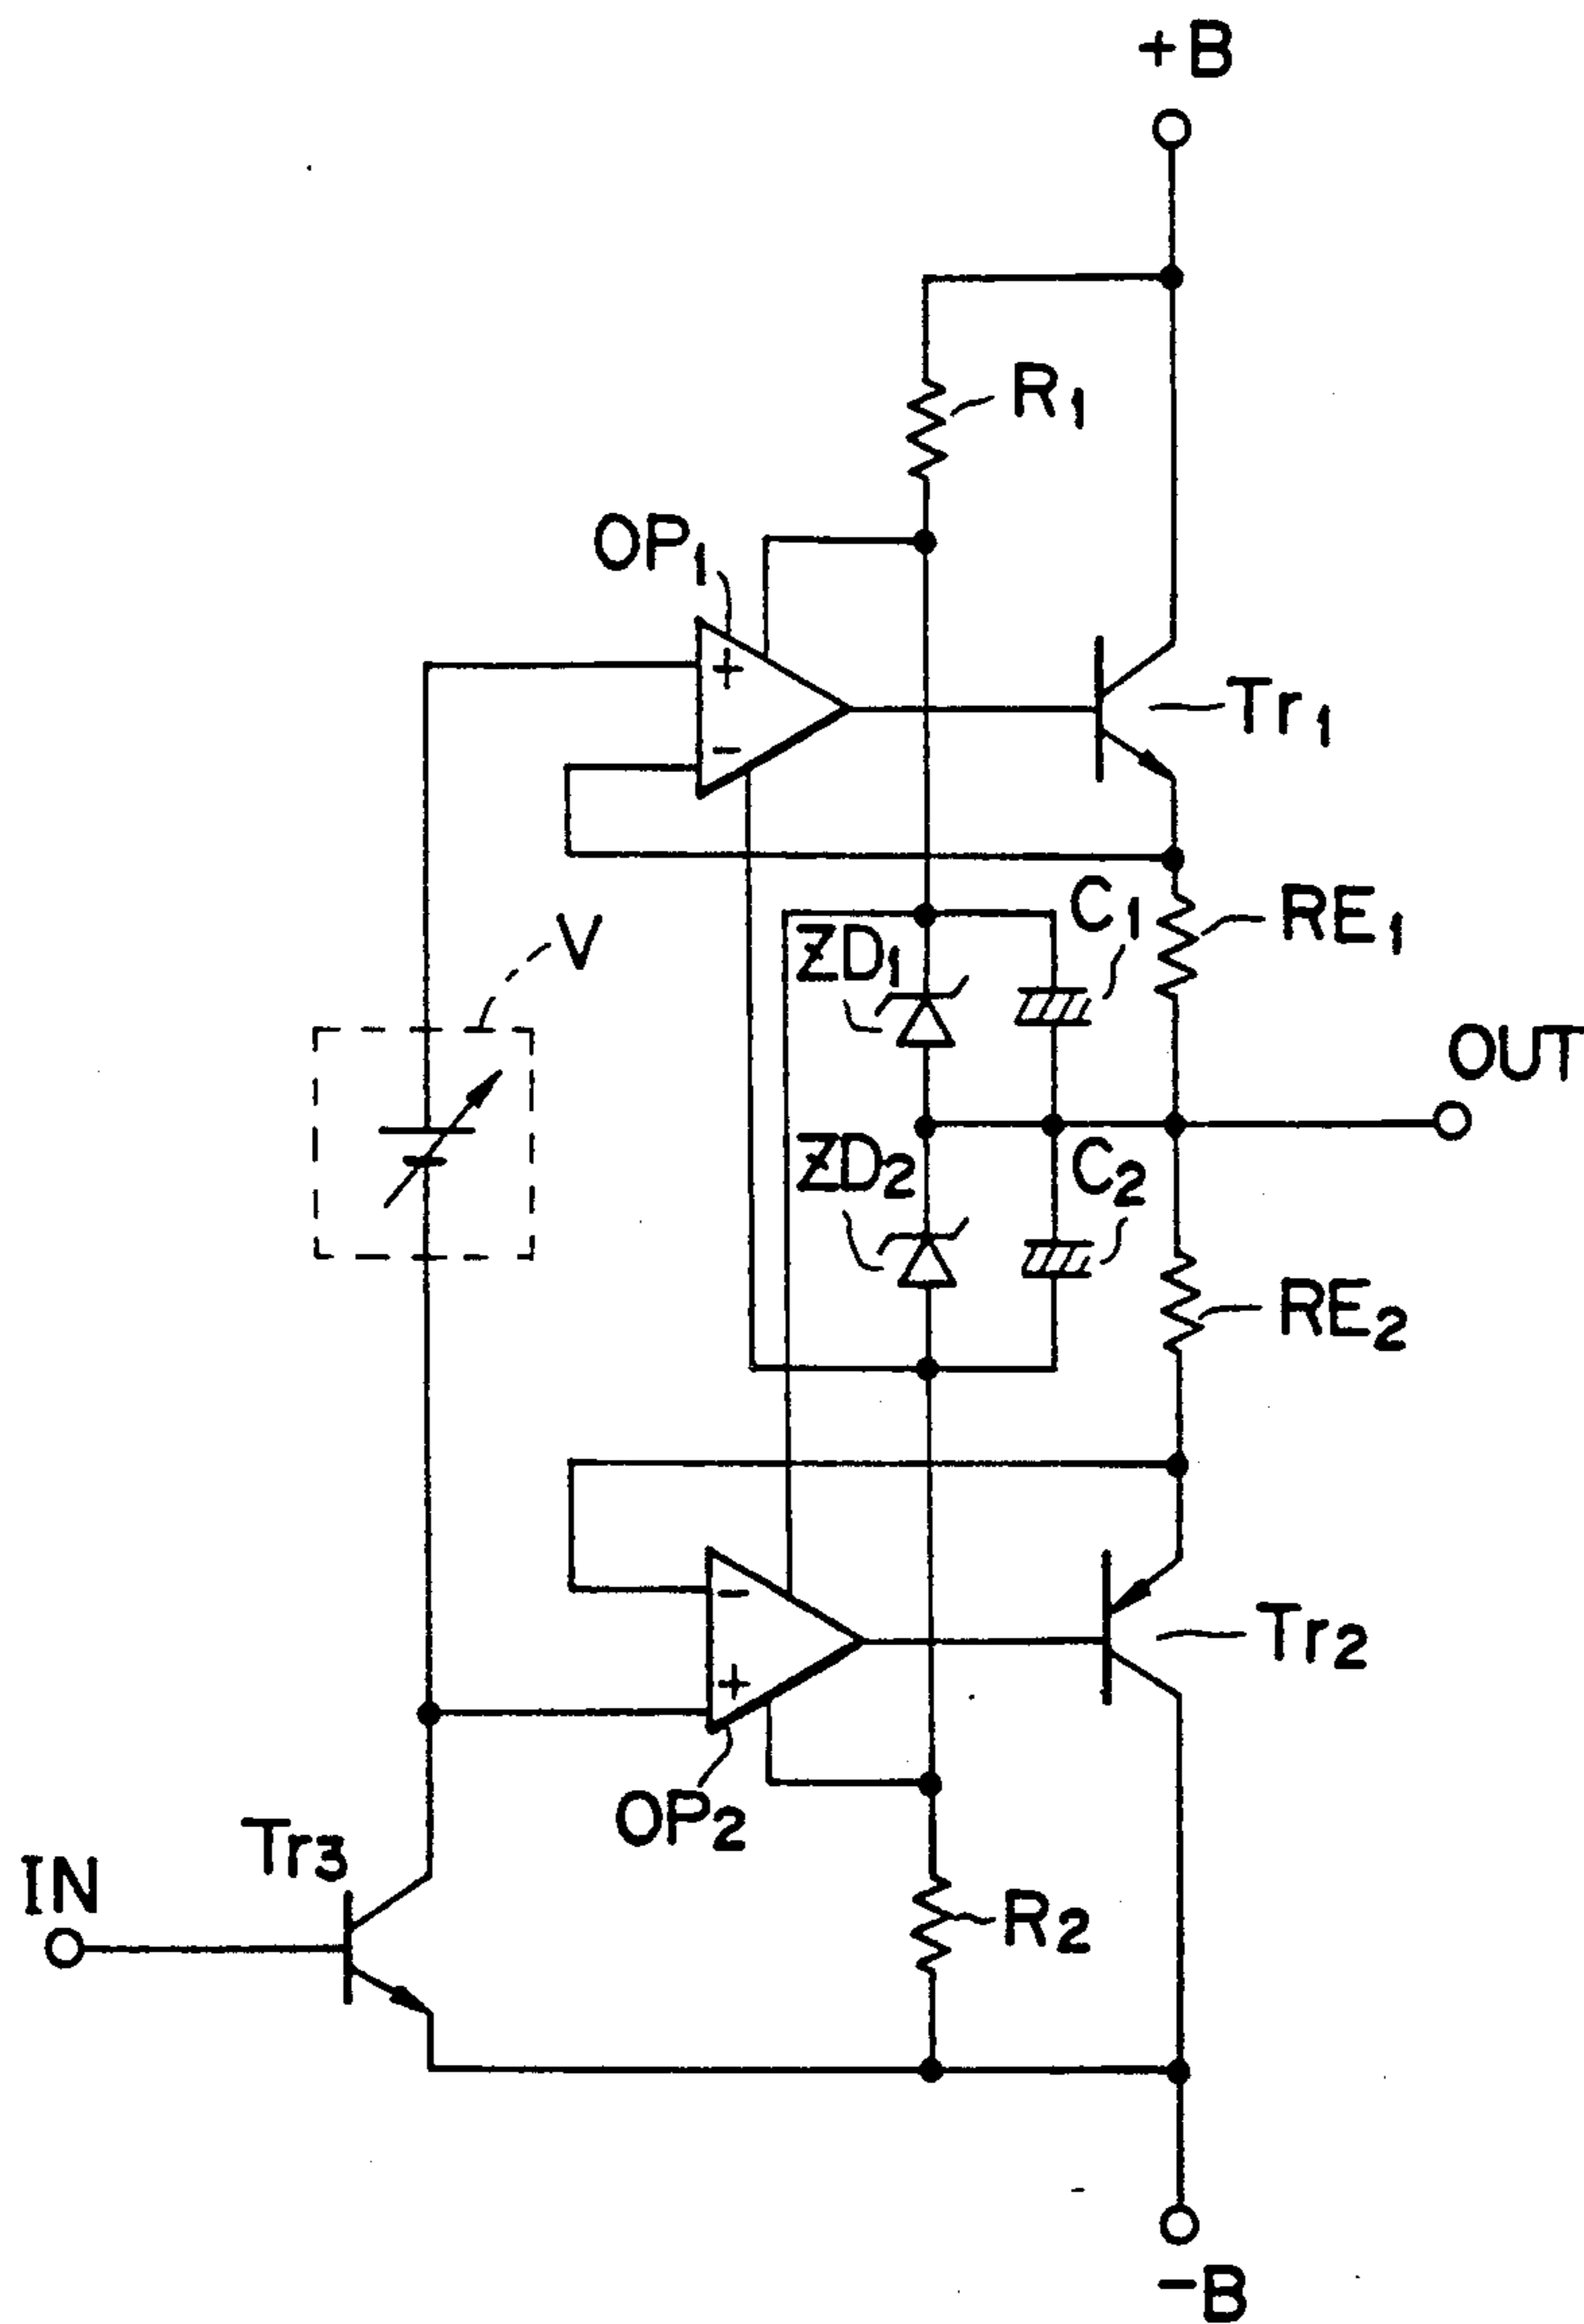 +B
R1
OP1
+
-
Tr1
C1
RE1
V
ZD1
OUT
ZD2
C2
RE2
-
+
Tr2
OP2
Tr3
IN
R2
-B